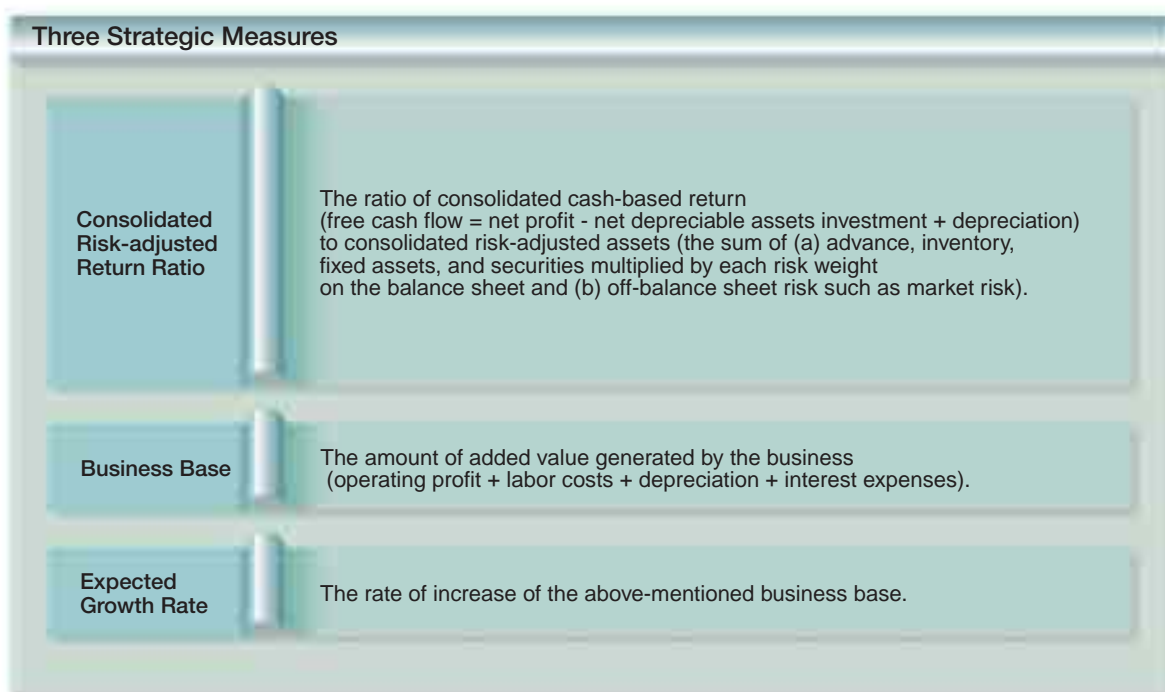 Three Strategic Measures
Consolidated
Risk-adjusted
Return Ratio
The ratio of consolidated cash-based return
(free cash flow = net profit - net depreciable assets investment + depreciation)
to consolidated risk-adjusted assets (the sum of (a) advance, inventory,
fixed assets, and securities multiplied by each risk weight
on the balance sheet and (b) off-balance sheet risk such as market risk).
Business Base
The amount of added value generated by the business
(operating profit + labor costs + depreciation + interest expenses).
Expected
Growth Rate
The rate of increase of the above-mentioned business base.